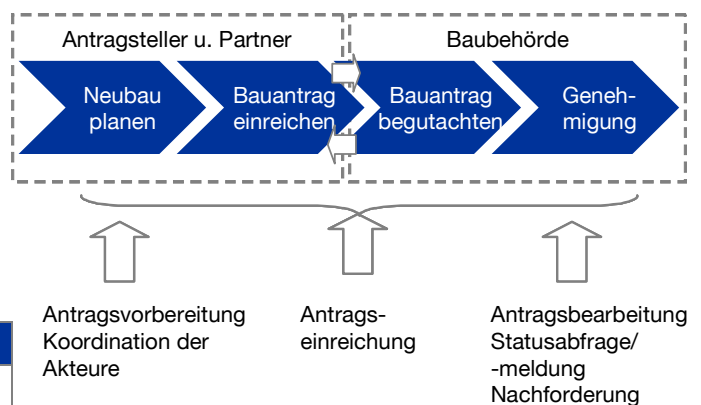 Antragsteller u. Partner
Baubehörde
Neubau
planen
Bauantrag
einreichen
Bauantrag
begutachten
Geneh-
migung
Antragsvorbereitung
Koordination der
Akteure
Antrags-
einreichung
Antragsbearbeitung
Statusabfrage/
-meldung
Nachforderung